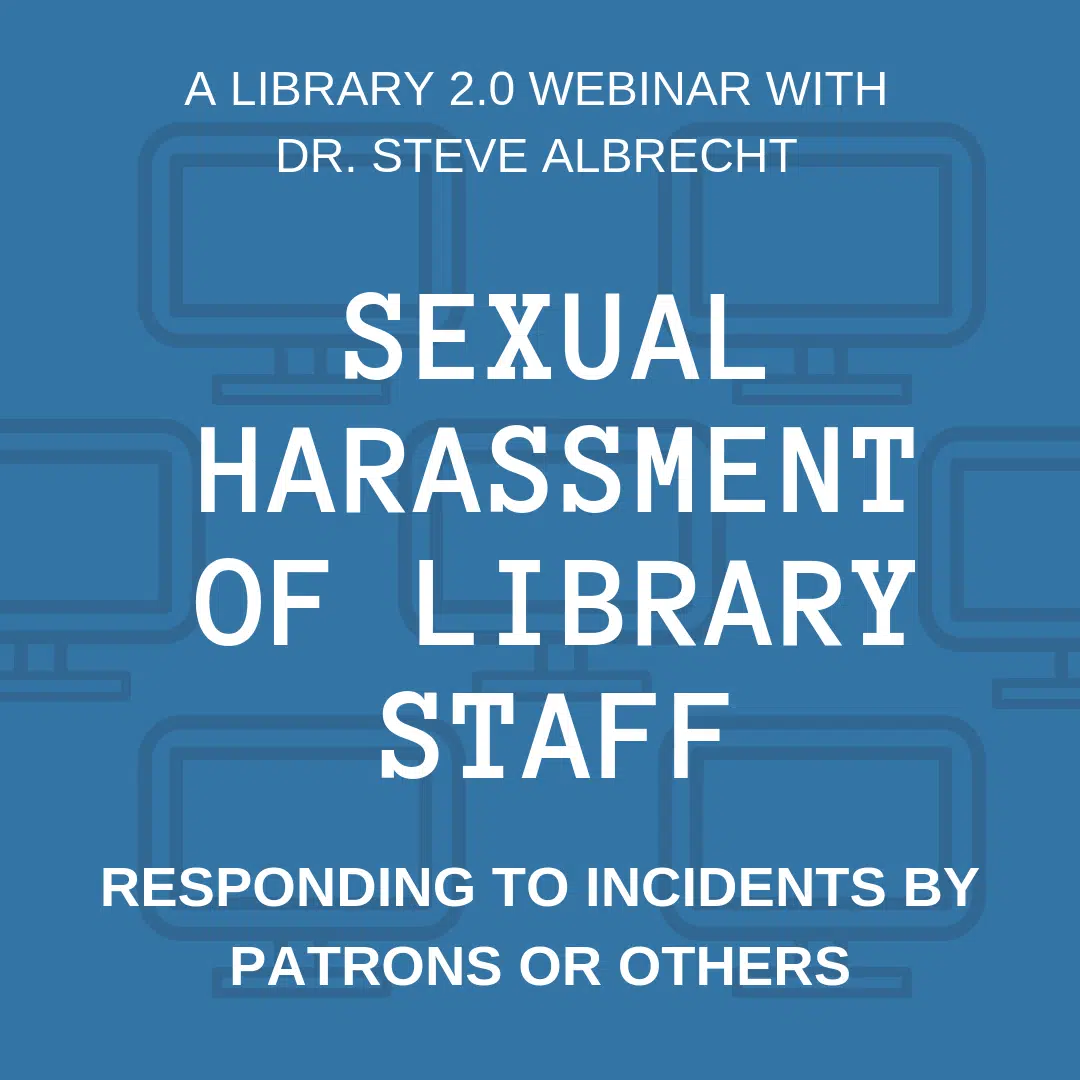 A LIBRARY 2.0 WEBINAR WITH
DR. STEVE ALBRECHT
SEXUAL
HARASSMENT
OF LIBRARY
STAFF
RESPONDING TO INCIDENTS BY
PATRONS OR OTHERS